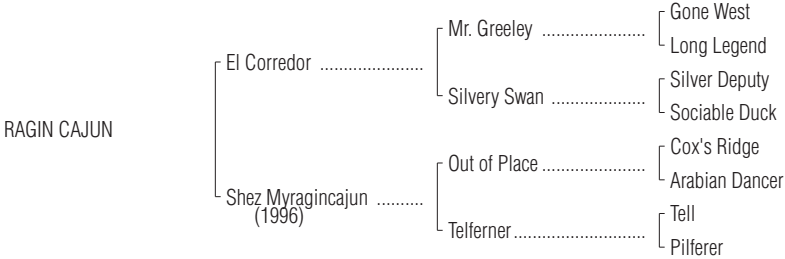 Gone West
Mr. Greeley ......................
Long Legend
El Corredor ......................
Silver Deputy
Silvery Swan ....................
Sociable Duck
RAGIN CAJUN
Cox's Ridge
Out of Place ......................
Arabian Dancer
Shez Myragincajun ..........
(1996)
Tell
Telferner ............................
Pilferer